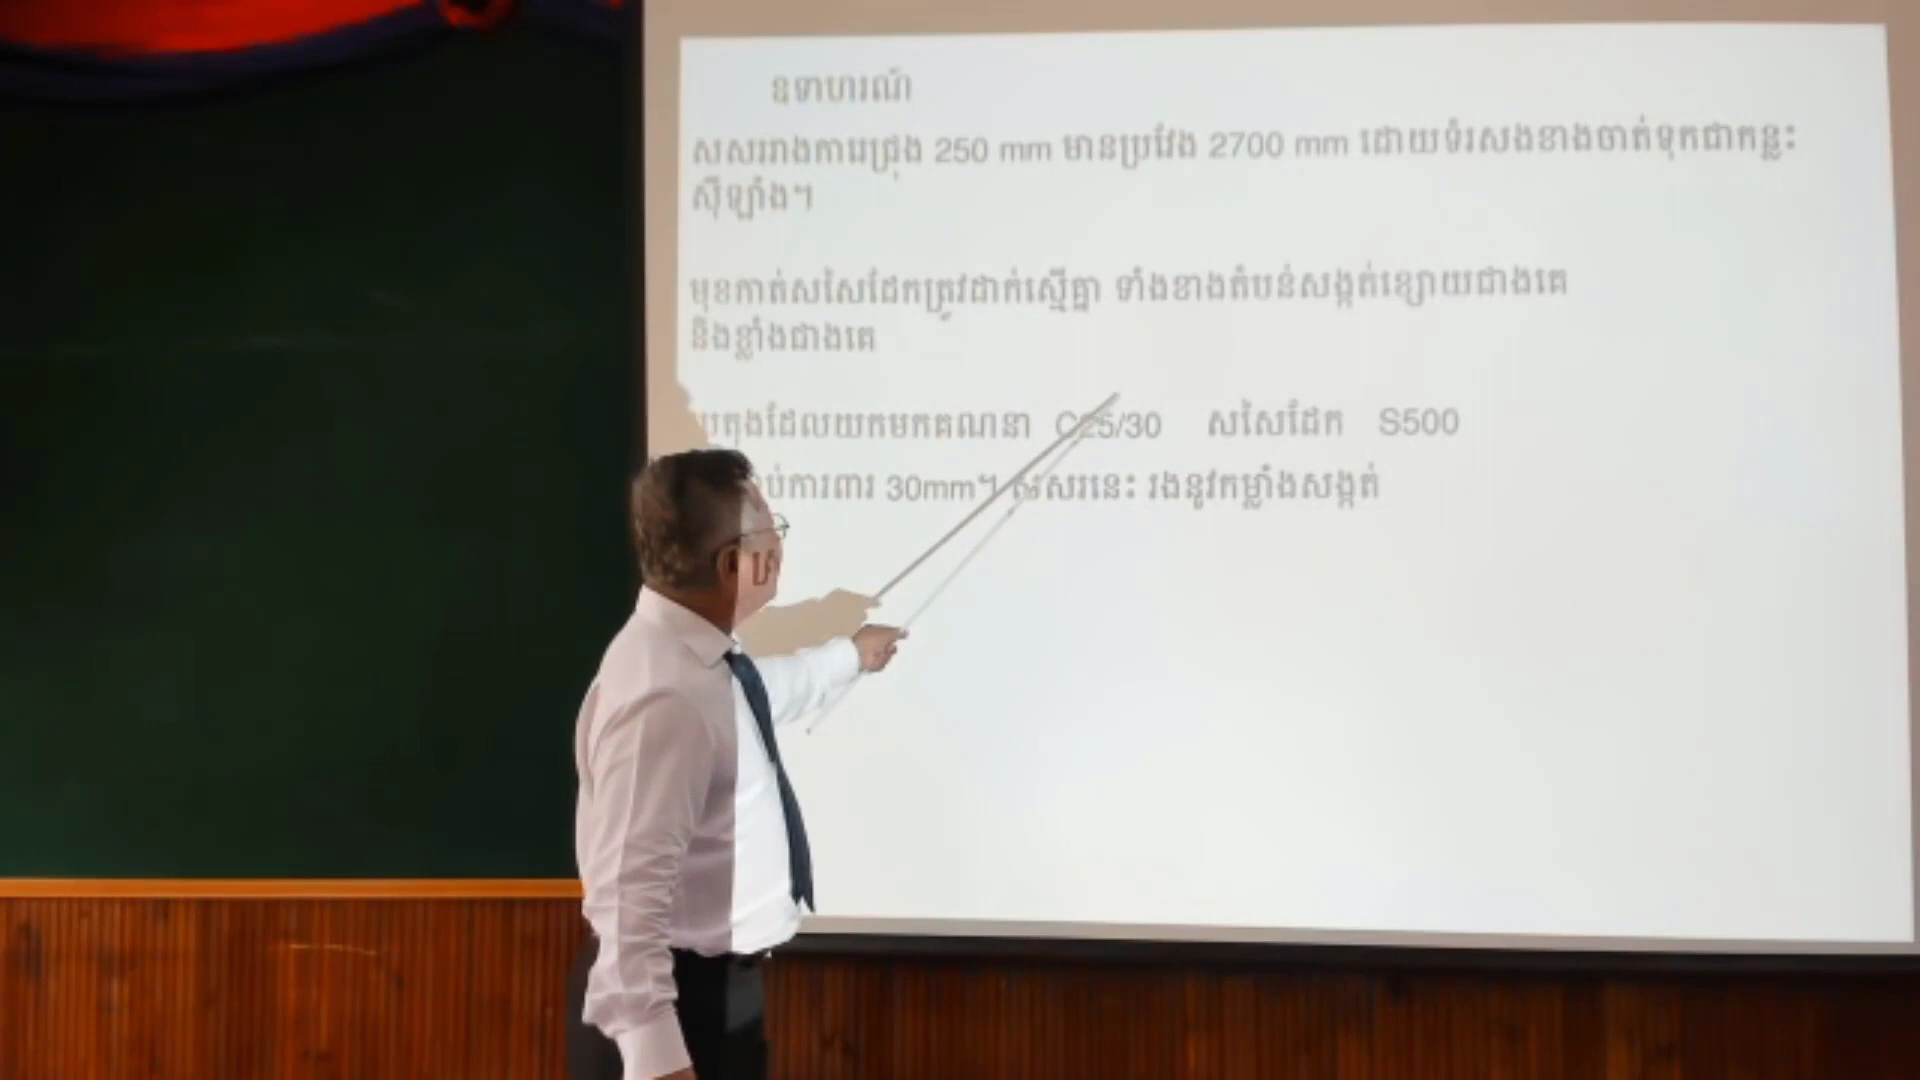 ឧទាហរណ៍
សសររាងការេជ្រុង 250 mm មានប្រវែង 2700 mm ដោយទំរសងខាងចាត់ទុកជាកន្លះ
ស៊ីឡាំង។
មុខកាត់សសៃដែកត្រូវដាក់ស្មើគ្នា ទាំងខាងតំបន់សង្កត់ខ្សោយជាងគេ
និងខ្លាំងជាងគេ
ដែលយកមកគណនា C25/30 សសៃដែក S500
ការពារ 30mm។ សសរនេះ រងនូវកម្លាំងសង្កត់